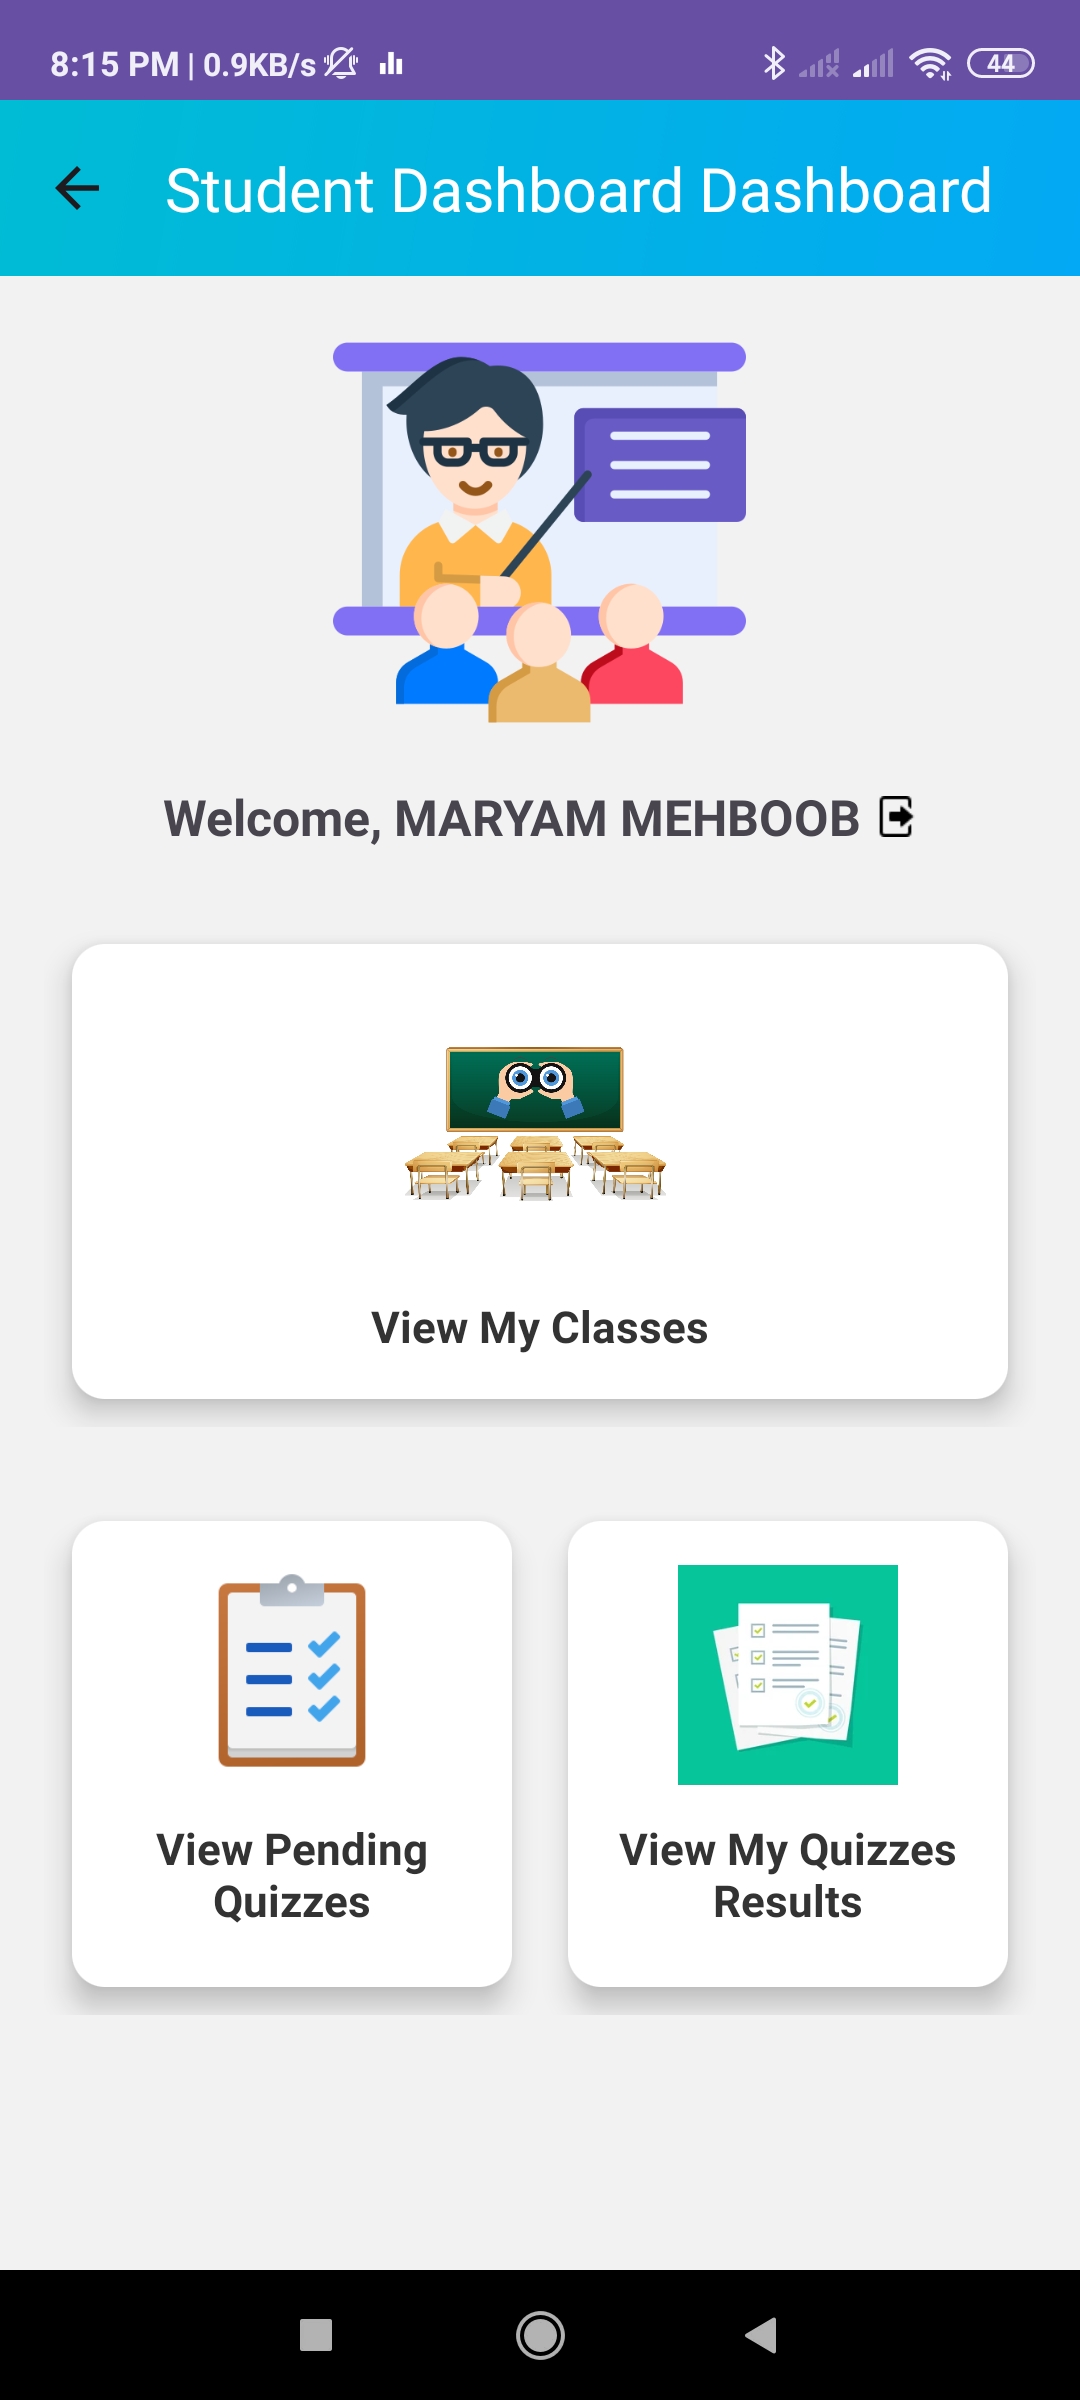 8:15 PM | 0.9KB/s
44
Student Dashboard Dashboard
Welcome, MARYAM MEHBOOB
View My Classes
View Pending
Quizzes
View My Quizzes
Results